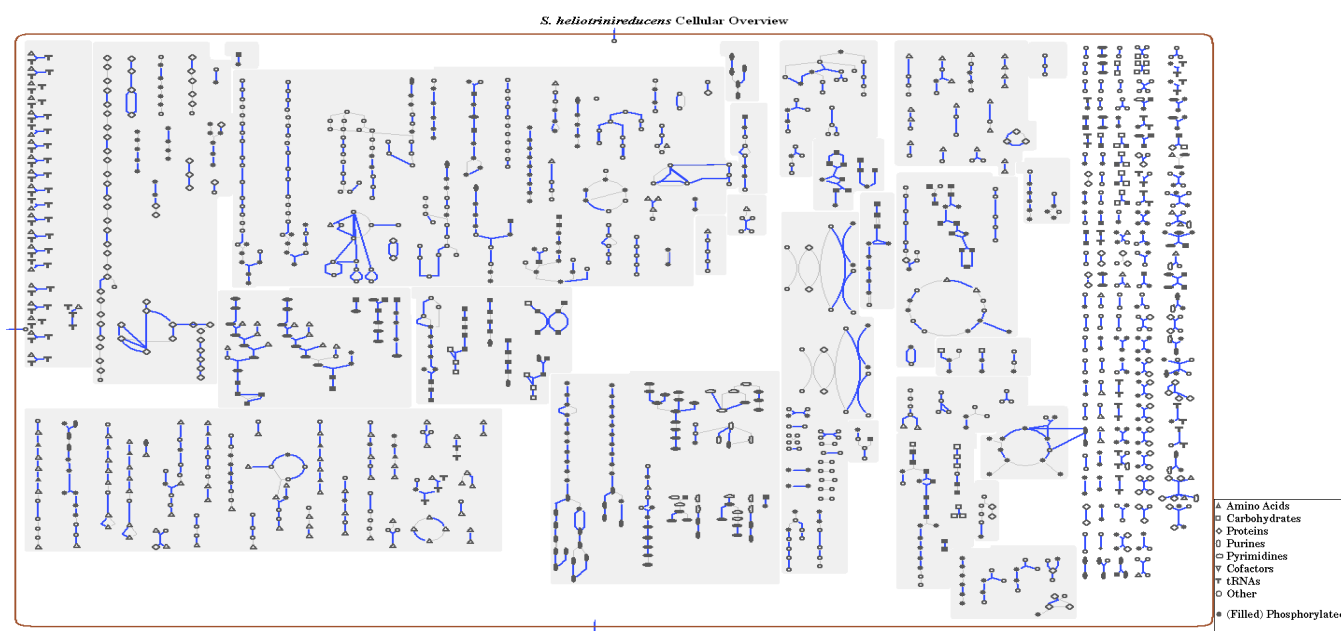 S. heliotrinireducens Cellular Overview
Amino Acids
Carbohydrates
Proteins
Purines
Pyrimidines
Cofactors
tRNAs
Other
(Filled) Phosphorylated